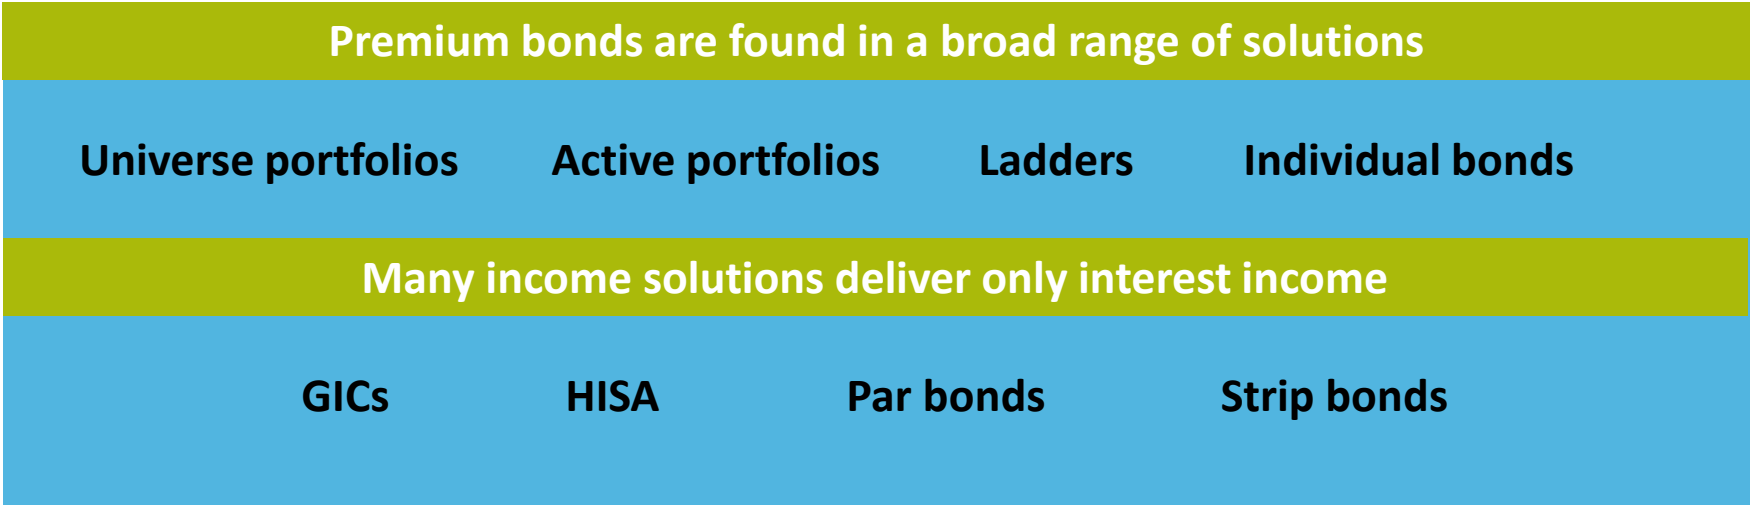 Premium bonds are found in a broad range of solutions
Universe portfolios Active portfolios Ladders Individual bonds
Many income solutions deliver only interest income
GICs HISA Par bonds Strip bonds